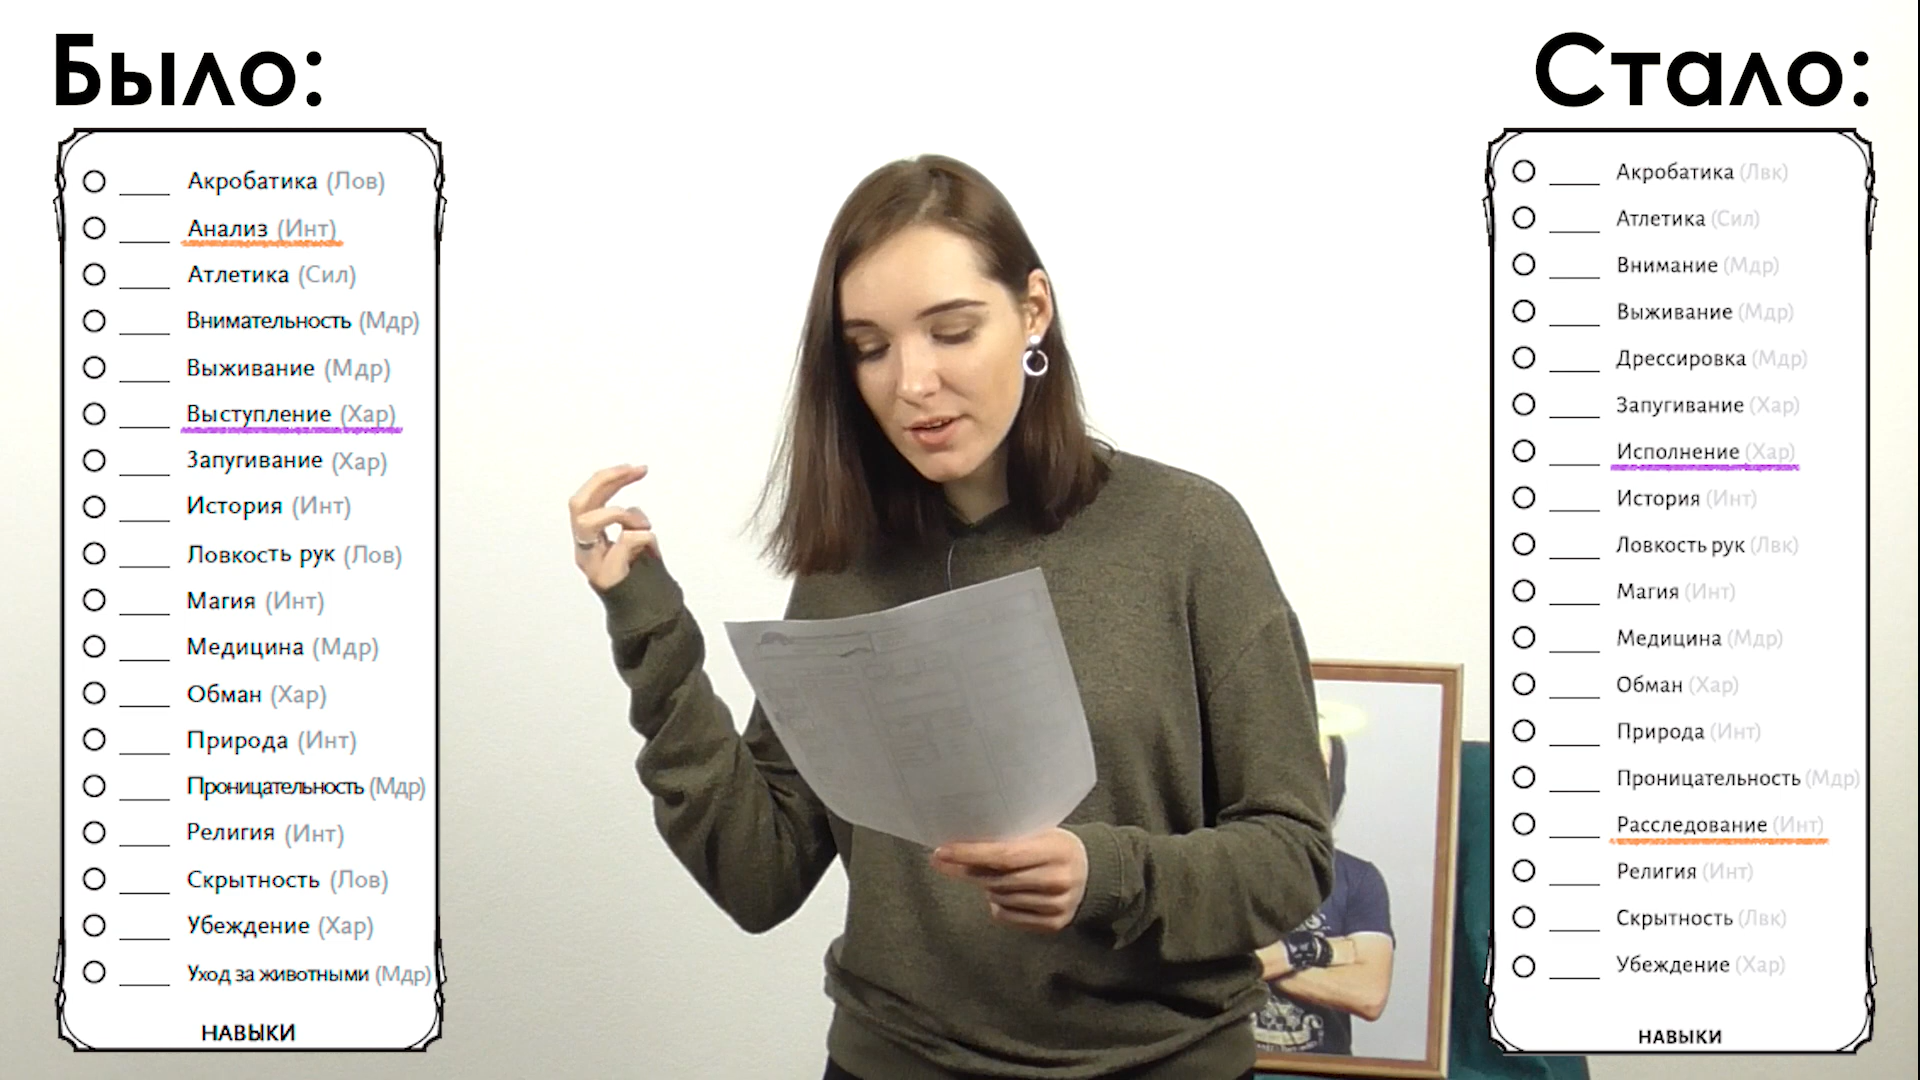 Было:
Акробатика (Лов)
Анализ (Инт)
Атлетика (Сил)
Внимательность (Мдр)
Выживание (Мдр)
Выступление (Хар)
Запугивание (Хар)
История (Инт)
Ловкость рук (Лов)
Магия (Инт)
Медицина (Мдр)
Обман (Хар)
Природа (Инт)
Проницательность (Мдр)
Религия (Инт)
Скрытность (Лов)
Убеждение (Хар)
Уход за животными (Мдр)
НАВЫКИ
Стало:
Акробатика (Лвк)
Атлетика (Сил)
Внимание (Мдр)
Выживание (Мдр)
Дрессировка (Мдр)
Запугивание (Хар)
Исполнение (Хар)
История (Инт)
Ловкость рук (Лвк)
Магия (Инт)
Медицина (Мдр)
Обман (Хар)
Природа (Инт)
Проницательность (Мдр)
Расследование (Инт)
Религия (Инт)
Скрытность (Лвк)
Убеждение (Хар)
НАВЫКИ